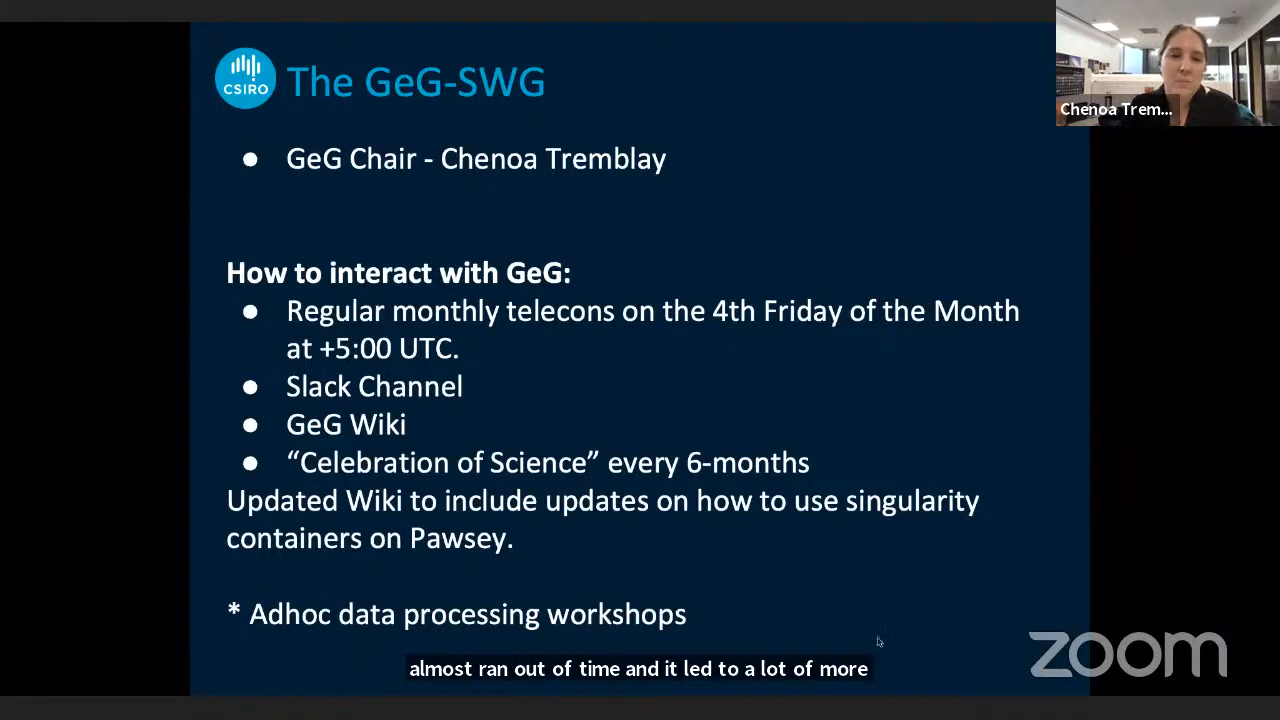 CSIRO
The GeG-SWG
Chenoa Trem...
● GeG Chair - Chenoa Tremblay
How to interact with GeG:
● Regular monthly telecons on the 4th Friday of the Month
at +5:00 UTC.
● Slack Channel
● GeG Wiki
● “Celebration of Science” every 6-months
Updated Wiki to include updates on how to use singularity
containers on Pawsey.
* Adhoc data processing workshops
almost ran out of time and it led to a lot of more
zoom